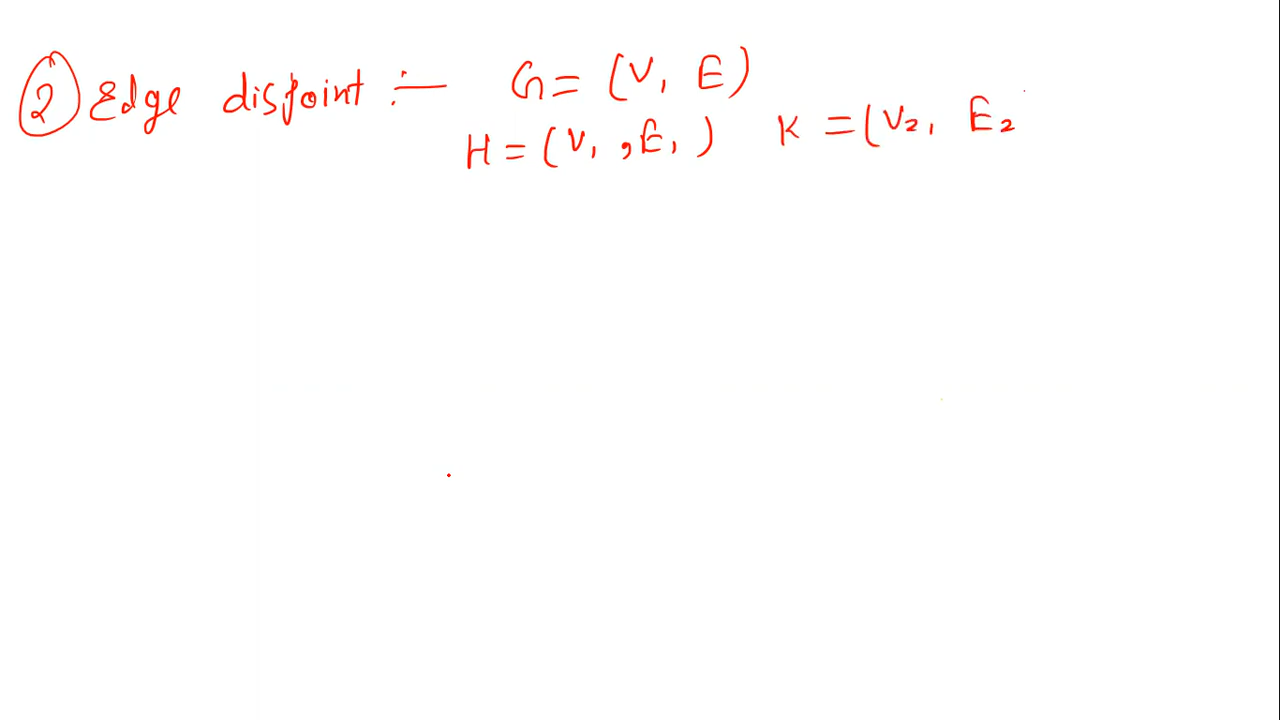 ② Edge disjoint :— G = (V, E)
H = (V₁, E₁) K = (V₂, E₂